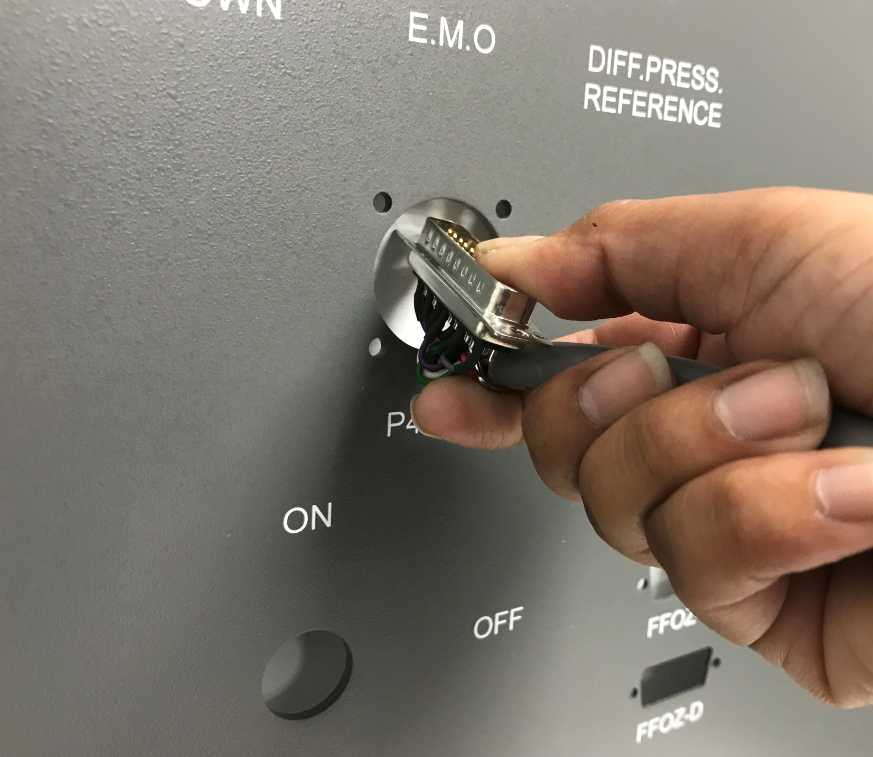 E.M.O
DIFF.PRESS.
REFERENCE
ON
OFF
FFOZ-D